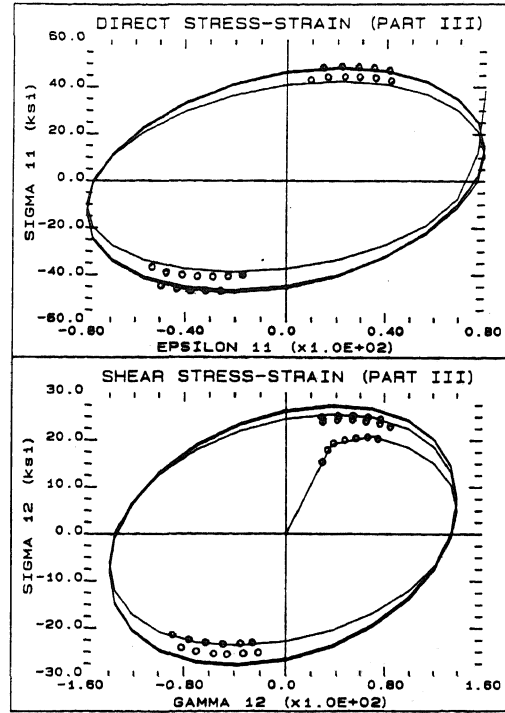 DIRECT STRESS-STRAIN (PART III)
60.0
40.0
20.0
0.0
-20.0
-40.0
-60.0
SIGMA 11 (ksi)
-0.80 -0.40 0.0 0.40 0.80
EPSILON 11 (x1.0E+02)
SHEAR STRESS-STRAIN (PART III)
30.0
20.0
10.0
0.0
-10.0
-20.0
-30.0
SIGMA 12 (ksi)
-1.60 -0.80 0.0 0.80 1.60
GAMMA 12 (x1.0E+02)